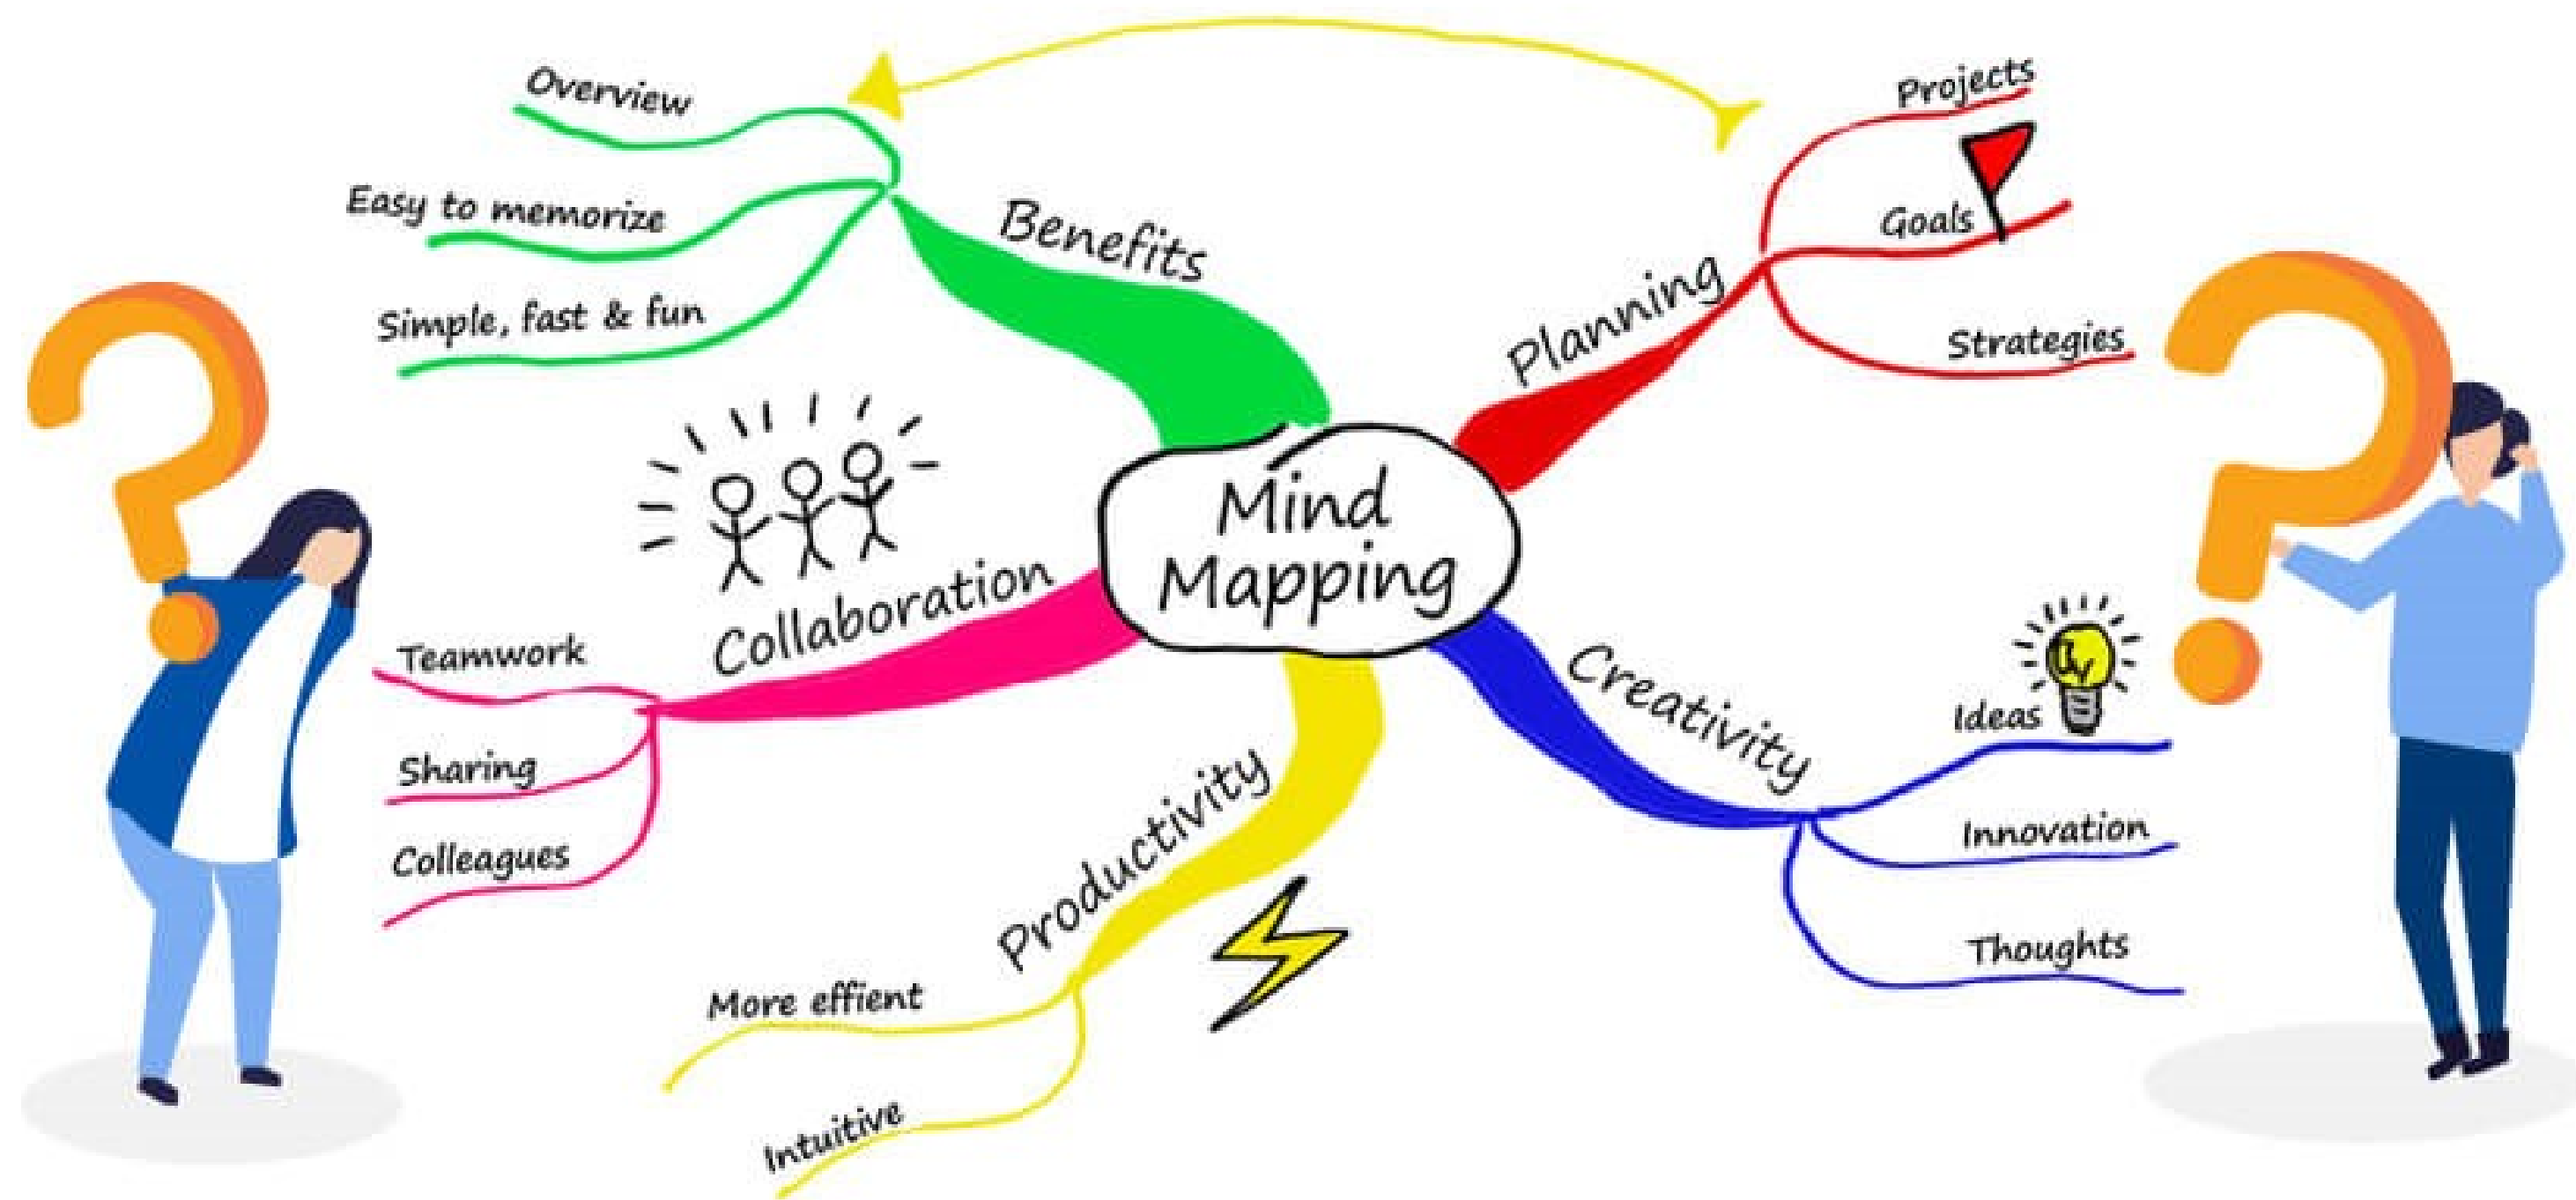 Overview
Easy to memorize
Simple, fast & fun
Benefits
Projects
Goals
Strategies
Planning
Mind
Mapping
Collaboration
Teamwork
Sharing
Colleagues
Creativity
Ideas
Innovation
Thoughts
Productivity
More effient
Intuitive